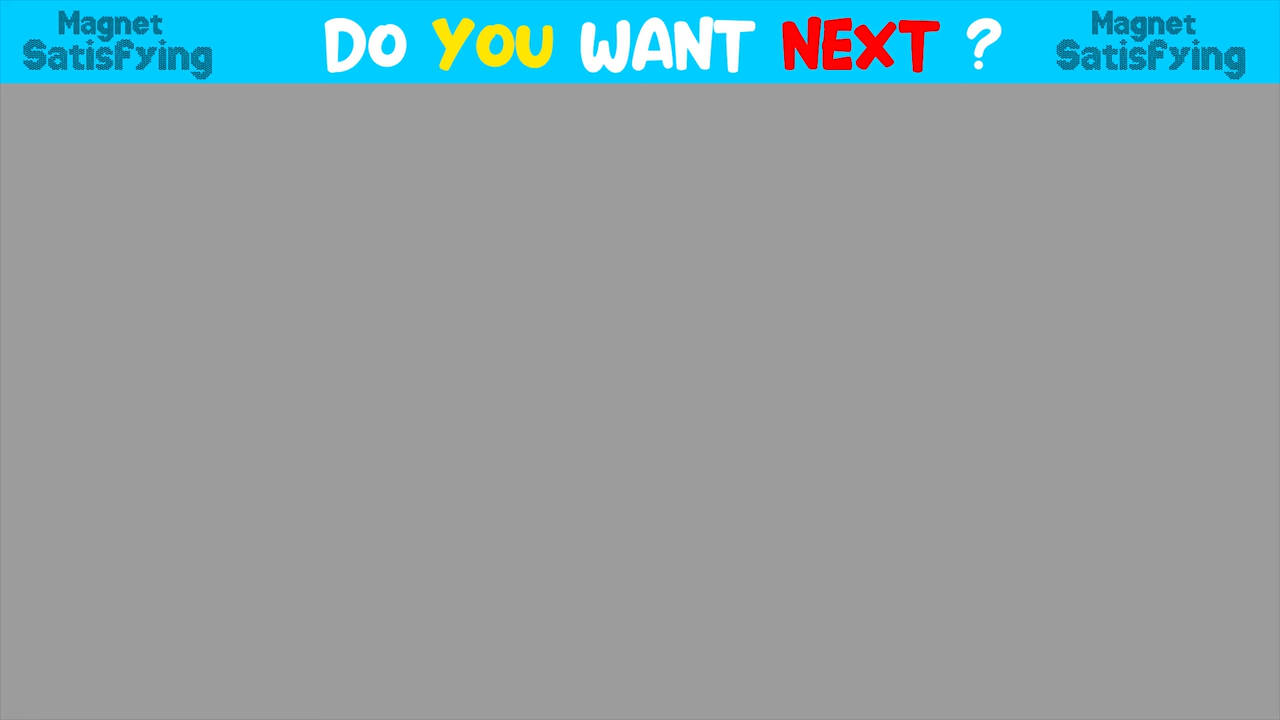 Magnet
Satisfying
DO YOU WANT NEXT ?
Magnet
Satisfying